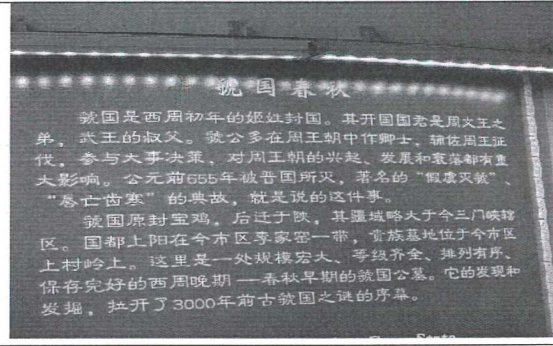 虢国春秋
虢国是西周初年的姬姓封国。其开国国君是周文王之
弟，武王的叔父。虢公多在周王朝中作卿士，辅佐周王征
伐，参与大事决策，对周王朝的兴起、发展和衰落都有重
大影响。公元前655年被晋国所灭，著名的“假虞灭虢”、
“唇亡齿寒”的典故，就是说的这件事。
虢国原封宝鸡，后迁于陕，其疆域略大于今三门峡辖
区。国都上阳在今市区李家窑一带，贵族墓地位于今市区
上村岭上。这里是一处规模宏大、等级齐全、排列有序、
保存完好的西周晚期——春秋早期的虢国公墓。它的发现和
发掘，拉开了3000年前古虢国之谜的序幕。